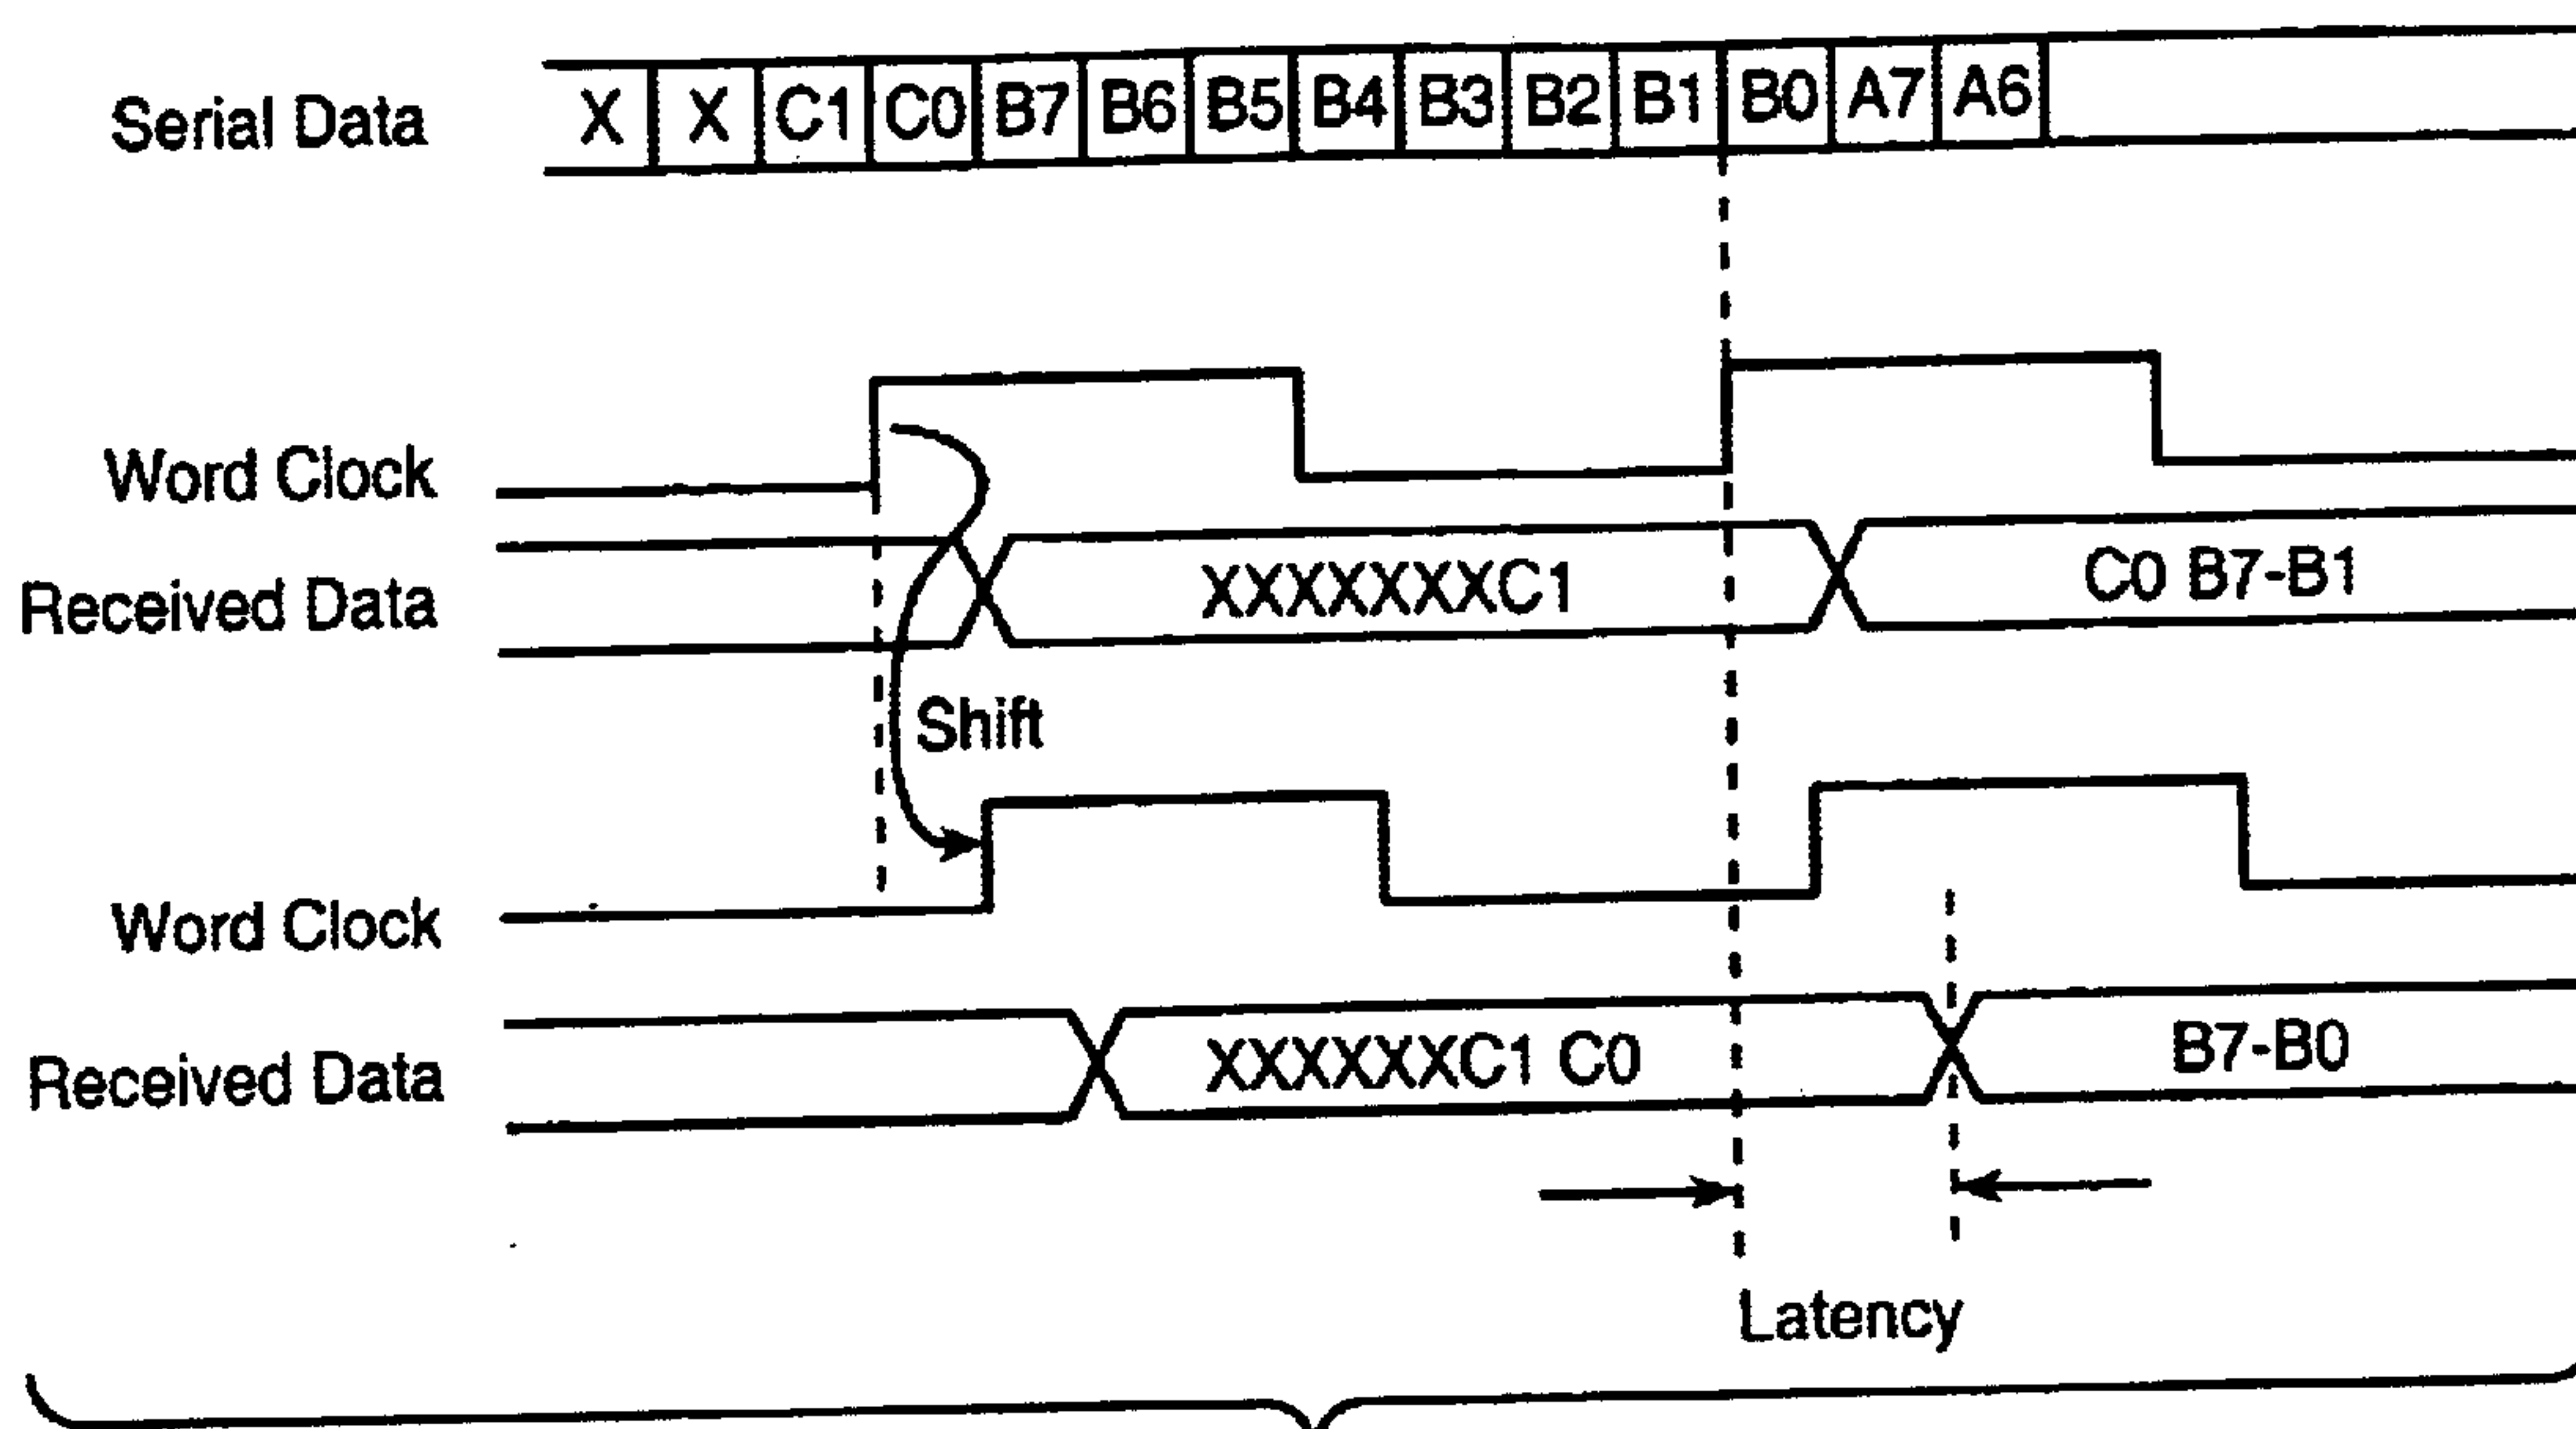 Serial Data X X C1 C0 B7 B6 B5 B4 B3 B2 B1 B0 A7 A6
Word Clock
Received Data XXXXXXXC1 C0 B7-B1
Shift
Word Clock
Received Data XXXXXXC1 C0 B7-B0
Latency